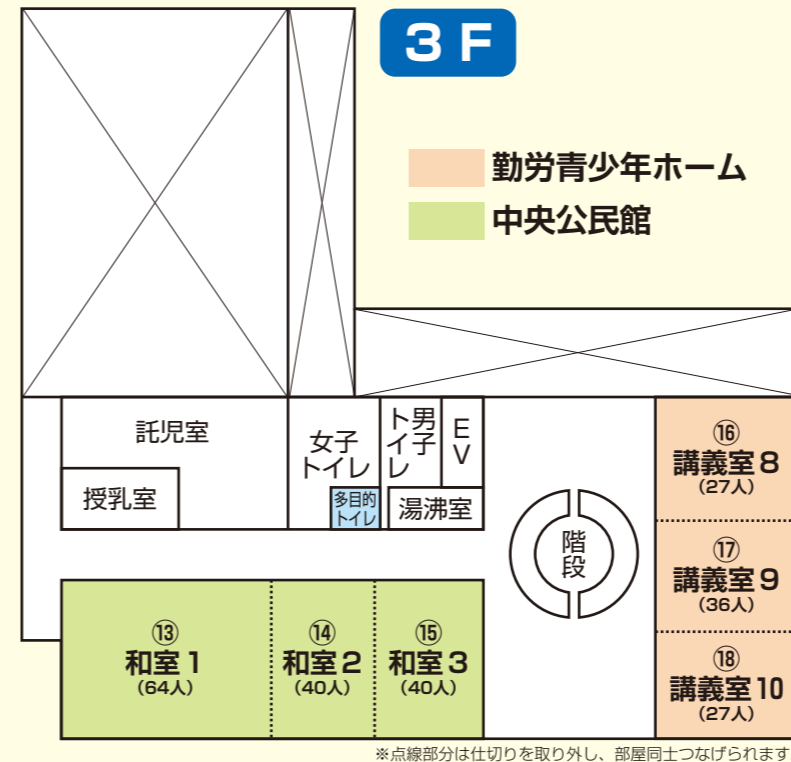 3F
勤労青少年ホーム
中央公民館
託児室
授乳室
女子
トイレ
多目的
トイレ
男子
トイレ
EV
湯沸室
階段
⑯
講義室8
(27人)
⑰
講義室9
(36人)
⑱
講義室10
(27人)
⑬
和室1
(64人)
⑭
和室2
(40人)
⑮
和室3
(40人)
※点線部分は仕切りを取り外し、部屋同士つなげられます